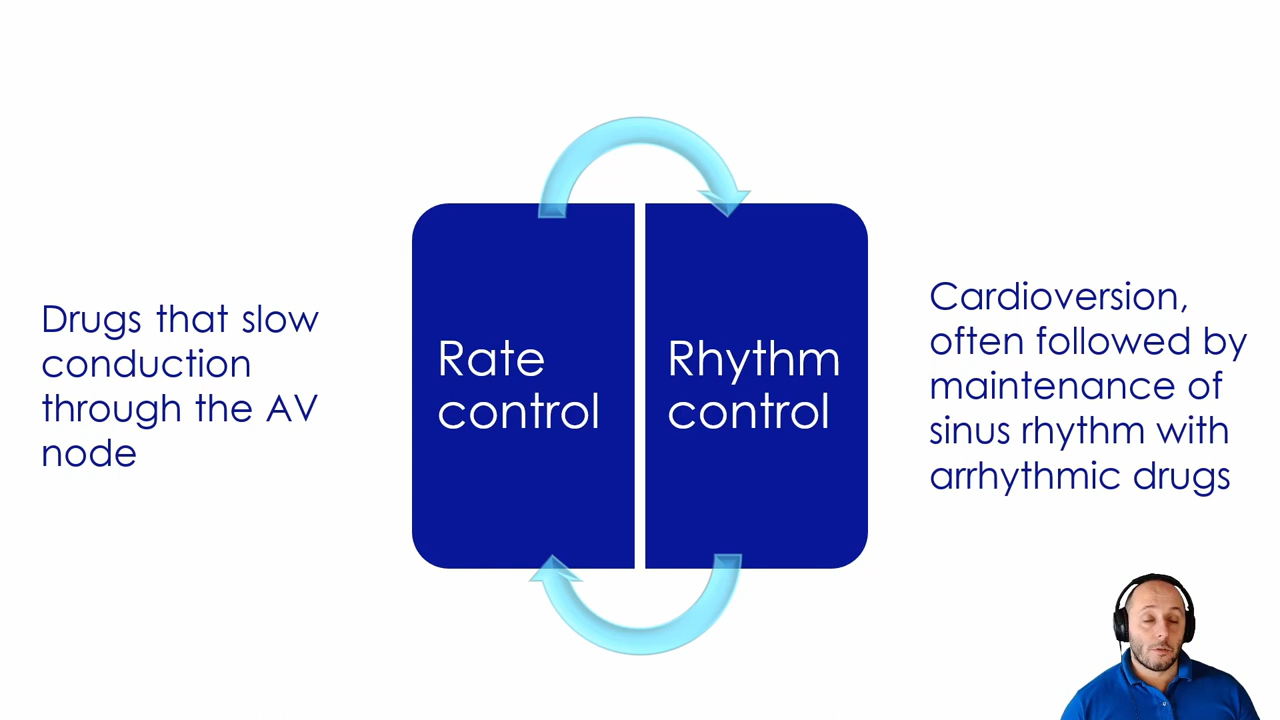 Drugs that slow
conduction
through the AV
node
Rate
control
Rhythm
control
Cardioversion,
often followed by
maintenance of
sinus rhythm with
arrhythmic drugs